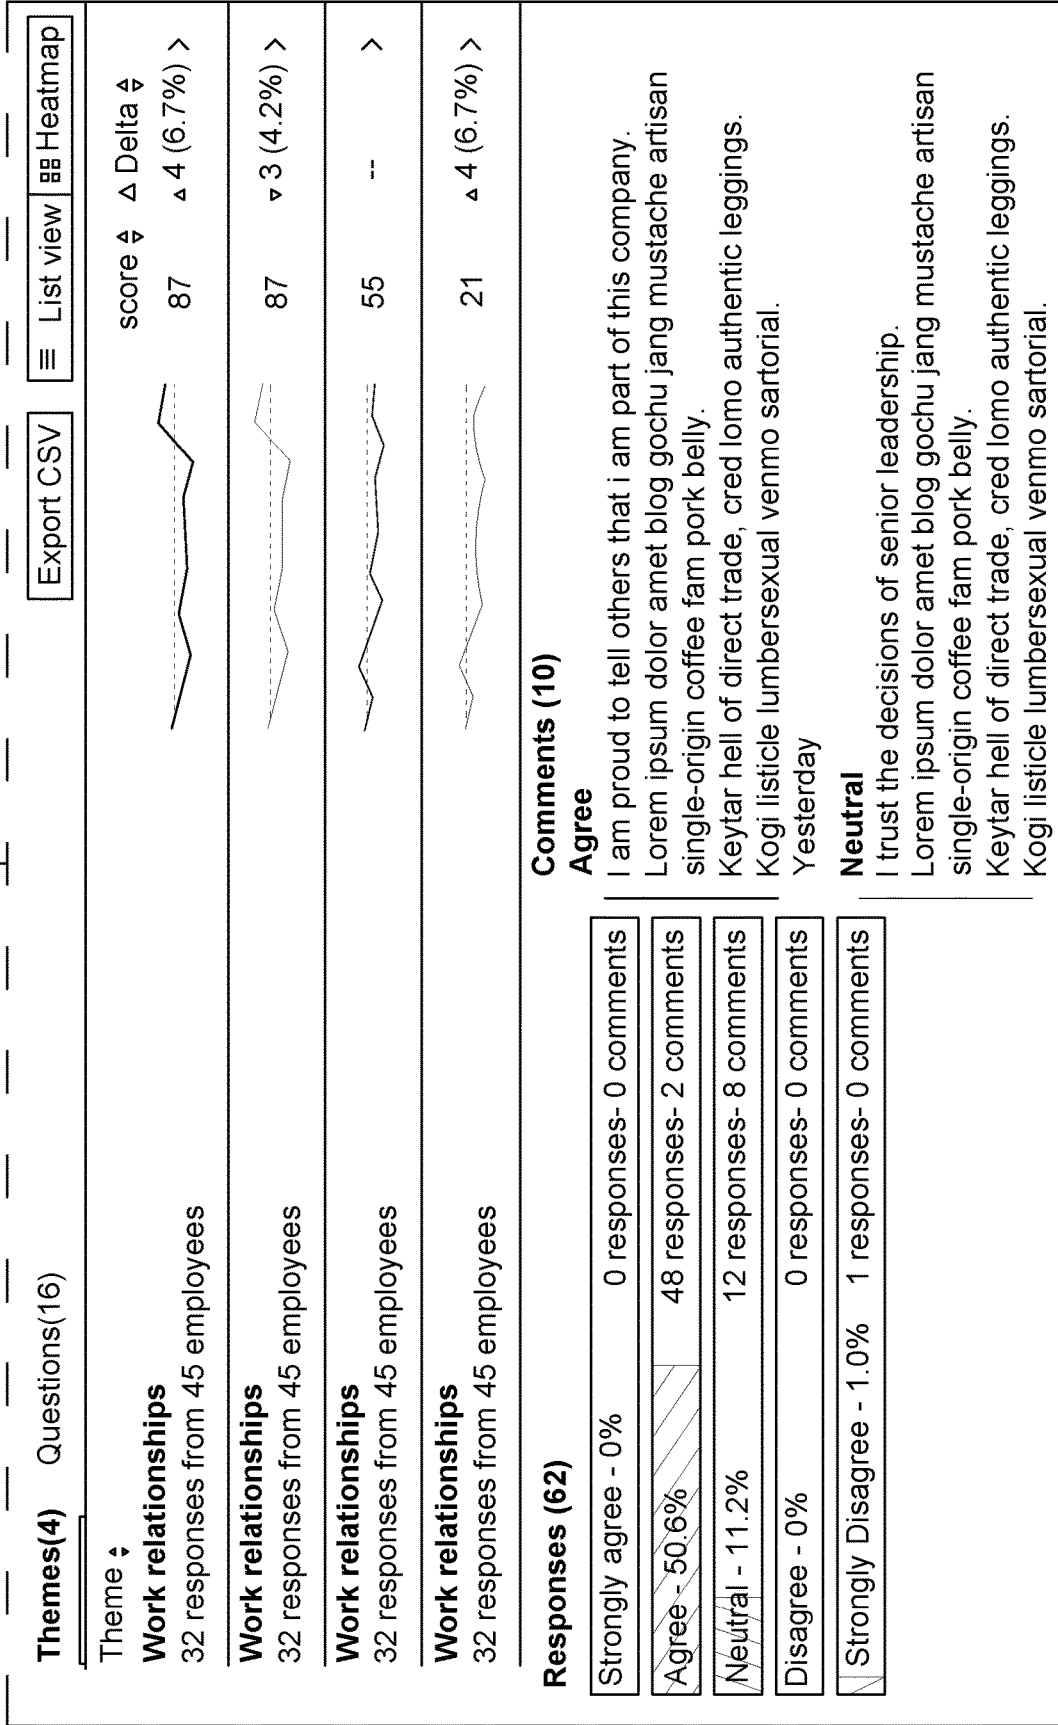 Themes(4) Questions(16) Export CSV List view Heatmap
Theme score Delta
Work relationships
32 responses from 45 employees 87 4 (6.7%) >
Work relationships
32 responses from 45 employees 87 3 (4.2%) >
Work relationships
32 responses from 45 employees 55 -- >
Work relationships
32 responses from 45 employees 21 4 (6.7%) >
Responses (62)
Strongly agree - 0% 0 responses- 0 comments
Agree - 50.6% 48 responses- 2 comments
Neutral - 11.2% 12 responses- 8 comments
Disagree - 0% 0 responses- 0 comments
Strongly Disagree - 1.0% 1 responses- 0 comments
Comments (10)
Agree
I am proud to tell others that i am part of this company.
Lorem ipsum dolor amet blog gochu jang mustache artisan
single-origin coffee fam pork belly.
Keytar hell of direct trade, cred lomo authentic leggings.
Kogi listicle lumbersexual venmo sartorial.
Yesterday
Neutral
I trust the decisions of senior leadership.
Lorem ipsum dolor amet blog gochu jang mustache artisan
single-origin coffee fam pork belly.
Keytar hell of direct trade, cred lomo authentic leggings.
Kogi listicle lumbersexual venmo sartorial.